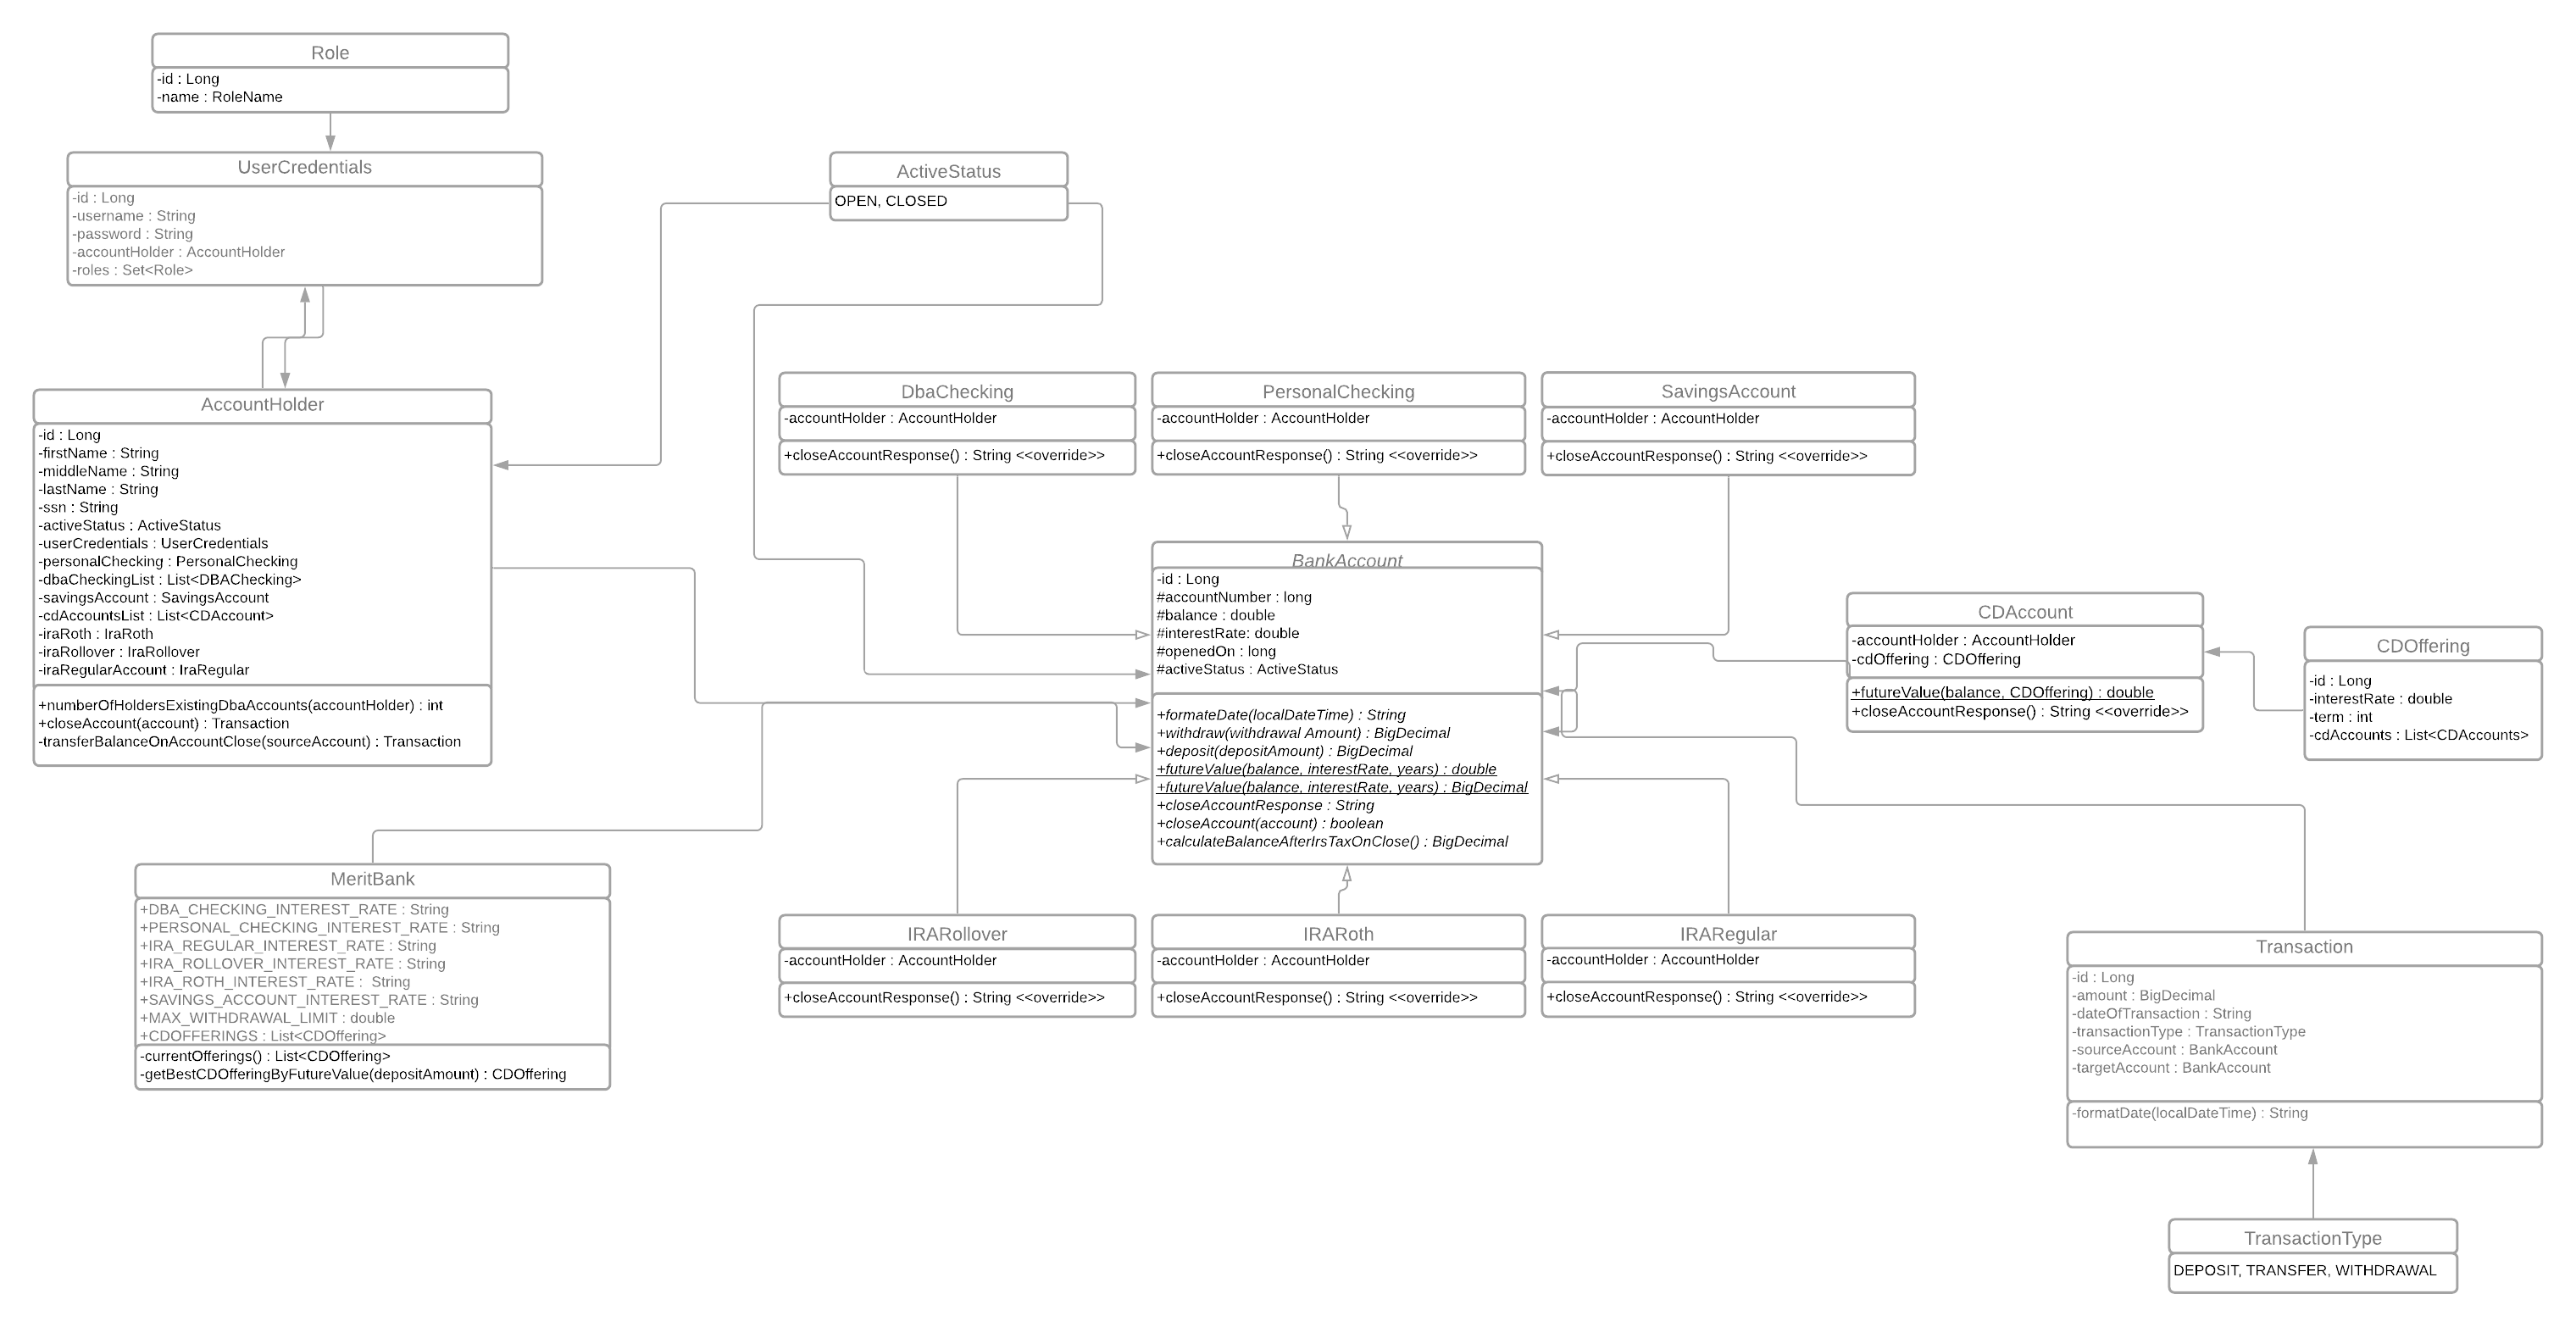 Role
-id : Long
-name : RoleName
UserCredentials
-id : Long
-username : String
-password : String
-accountHolder : AccountHolder
-roles : Set<Role>
ActiveStatus
OPEN, CLOSED
AccountHolder
-id : Long
-firstName : String
-middleName : String
-lastName : String
-ssn : String
-activeStatus : ActiveStatus
-userCredentials : UserCredentials
-personalChecking : PersonalChecking
-dbaCheckingList : List<DBAChecking>
-savingsAccount : SavingsAccount
-cdAccountsList : List<CDAccount>
-iraRoth : IraRoth
-iraRollover : IraRollover
-iraRegularAccount : IraRegular
+numberOfHoldersExistingDbaAccounts(accountHolder) : int
+closeAccount(account) : Transaction
-transferBalanceOnAccountClose(sourceAccount) : Transaction
DbaChecking
-accountHolder : AccountHolder
+closeAccountResponse() : String <<override>>
PersonalChecking
-accountHolder : AccountHolder
+closeAccountResponse() : String <<override>>
SavingsAccount
-accountHolder : AccountHolder
+closeAccountResponse() : String <<override>>
BankAccount
-id : Long
#accountNumber : long
#balance : double
#interestRate: double
#openedOn : long
#activeStatus : ActiveStatus
+formateDate(localDateTime) : String
+withdraw(withdrawal Amount) : BigDecimal
+deposit(depositAmount) : BigDecimal
+futureValue(balance, interestRate, years) : double
+futureValue(balance, interestRate, years) : BigDecimal
+closeAccountResponse : String
+closeAccount(account) : boolean
+calculateBalanceAfterIrsTaxOnClose() : BigDecimal
CDAccount
-accountHolder : AccountHolder
-cdOffering : CDOffering
+futureValue(balance, CDOffering) : double
+closeAccountResponse() : String <<override>>
CDOffering
-id : Long
-interestRate : double
-term : int
-cdAccounts : List<CDAccounts>
MeritBank
+DBA_CHECKING_INTEREST_RATE : String
+PERSONAL_CHECKING_INTEREST_RATE : String
+IRA_REGULAR_INTEREST_RATE : String
+IRA_ROLLOVER_INTEREST_RATE : String
+IRA_ROTH_INTEREST_RATE :  String
+SAVINGS_ACCOUNT_INTEREST_RATE : String
+MAX_WITHDRAWAL_LIMIT : double
+CDOFFERINGS : List<CDOffering>
-currentOfferings() : List<CDOffering>
-getBestCDOfferingByFutureValue(depositAmount) : CDOffering
IRARollover
-accountHolder : AccountHolder
+closeAccountResponse() : String <<override>>
IRARoth
-accountHolder : AccountHolder
+closeAccountResponse() : String <<override>>
IRARegular
-accountHolder : AccountHolder
+closeAccountResponse() : String <<override>>
Transaction
-id : Long
-amount : BigDecimal
-dateOfTransaction : String
-transactionType : TransactionType
-sourceAccount : BankAccount
-targetAccount : BankAccount
-formatDate(localDateTime) : String
TransactionType
DEPOSIT, TRANSFER, WITHDRAWAL